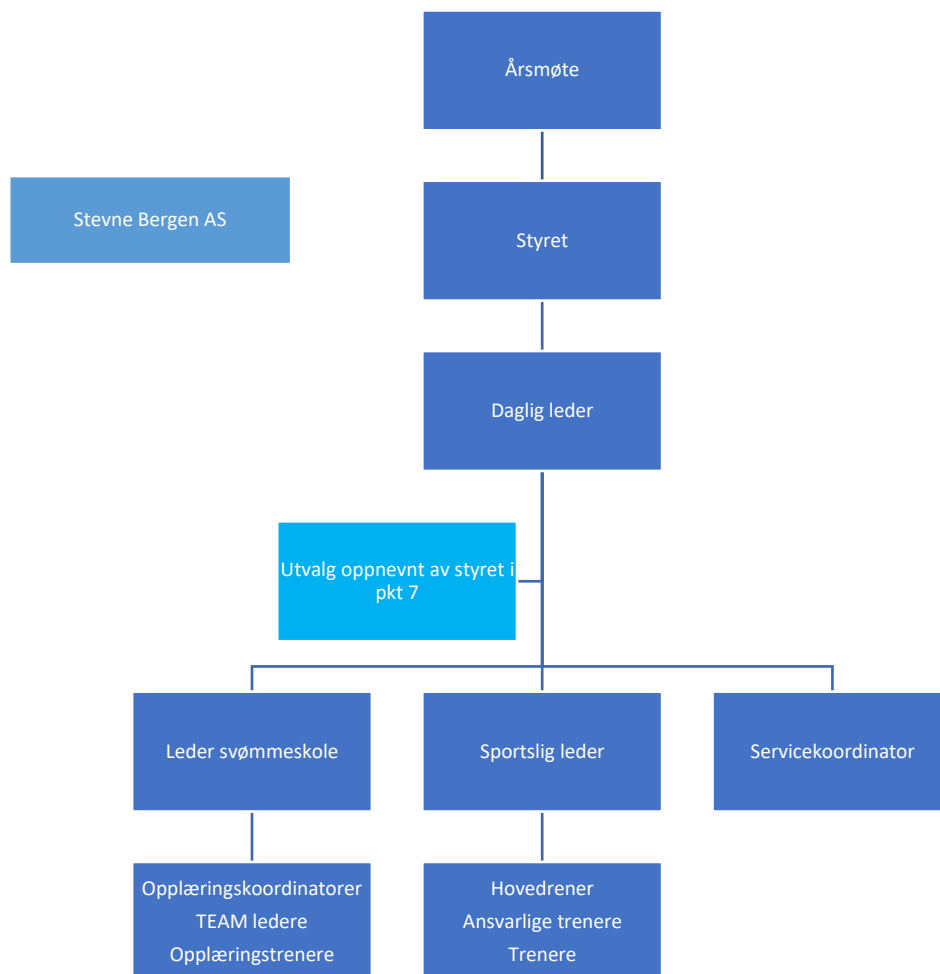 Årsmøte
Stevne Bergen AS
Styret
Daglig leder
Utvalg oppnevnt av styret i
pkt 7
Leder svømmeskole
Sportslig leder
Servicekoordinator
Opplæringskoordinatorer
TEAM ledere
Opplæringstrenere
Hovedrener
Ansvarlige trenere
Trenere